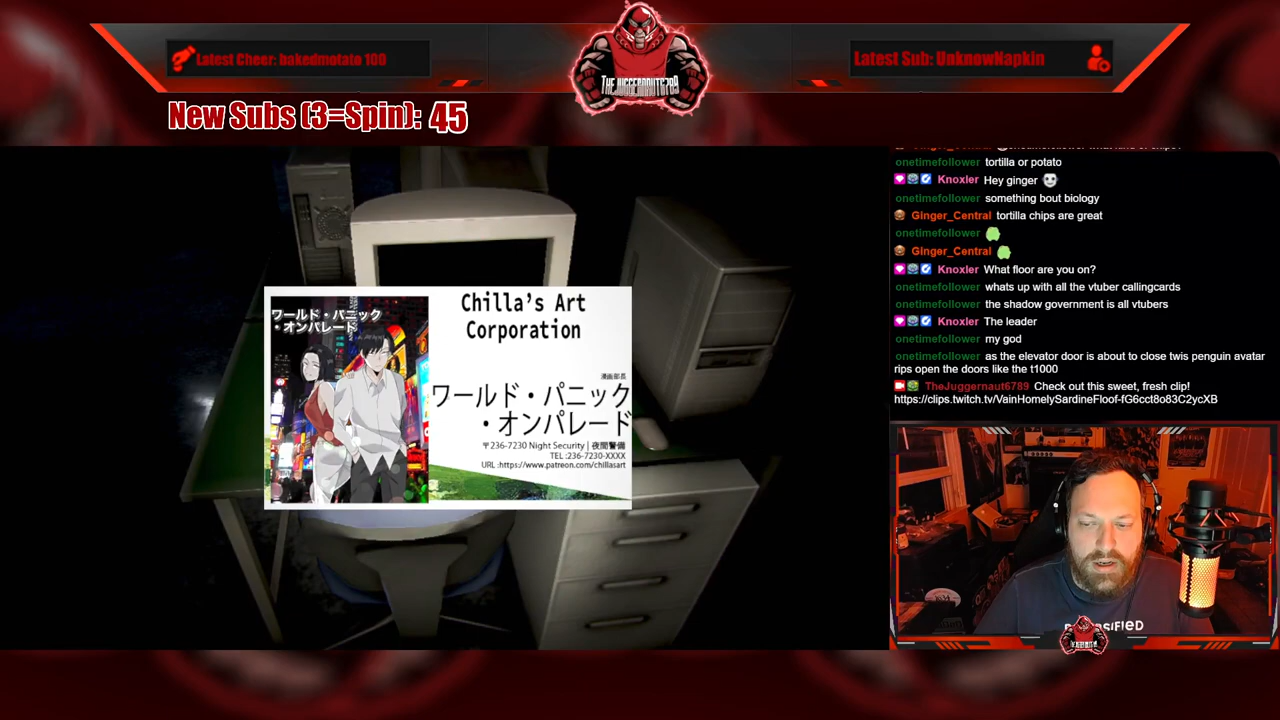 Latest Cheer: bakedmotato 100
THEJUGGERNAUT6789
Latest Sub: UnknowNapkin
New Subs (3=Spin): 45
onetimefollower tortilla or potato
Knoxler Hey ginger
onetimefollower something bout biology
Ginger_Central tortilla chips are great
onetimefollower
Ginger_Central
Knoxler What floor are you on?
onetimefollower whats up with all the vtuber callingcards
onetimefollower the shadow government is all vtubers
Knoxler The leader
onetimefollower my god
onetimefollower as the elevator door is about to close twis penguin avatar
rips open the doors like the t1000
TheJuggernaut6789 Check out this sweet, fresh clip!
https://clips.twitch.tv/VainHomelySardineFloof-fG6cct8o83C2ycXB
ワールド・パニック
・オンパレード
Chilla's Art
Corporation
漫画部長
ワールド・パニック
・オンパレード
〒236-7230 Night Security | 夜間警備
TEL :236-7230-XXXX
URL :https://www.patreon.com/chillasart